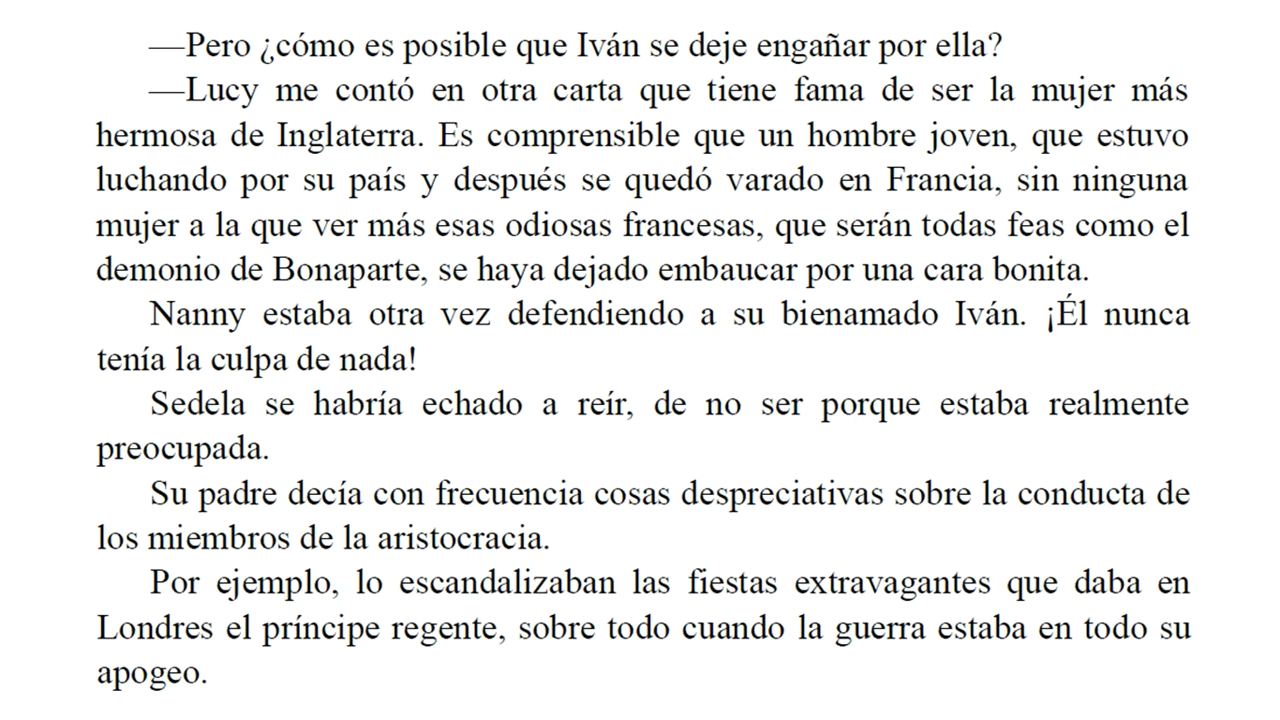 —Pero ¿cómo es posible que Iván se deje engañar por ella?
—Lucy me contó en otra carta que tiene fama de ser la mujer más
hermosa de Inglaterra. Es comprensible que un hombre joven, que estuvo
luchando por su país y después se quedó varado en Francia, sin ninguna
mujer a la que ver más esas odiosas francesas, que serán todas feas como el
demonio de Bonaparte, se haya dejado embaucar por una cara bonita.
Nanny estaba otra vez defendiendo a su bienamado Iván. ¡Él nunca
tenía la culpa de nada!
Sedela se habría echado a reír, de no ser porque estaba realmente
preocupada.
Su padre decía con frecuencia cosas despreciativas sobre la conducta de
los miembros de la aristocracia.
Por ejemplo, lo escandalizaban las fiestas extravagantes que daba en
Londres el príncipe regente, sobre todo cuando la guerra estaba en todo su
apogeo.